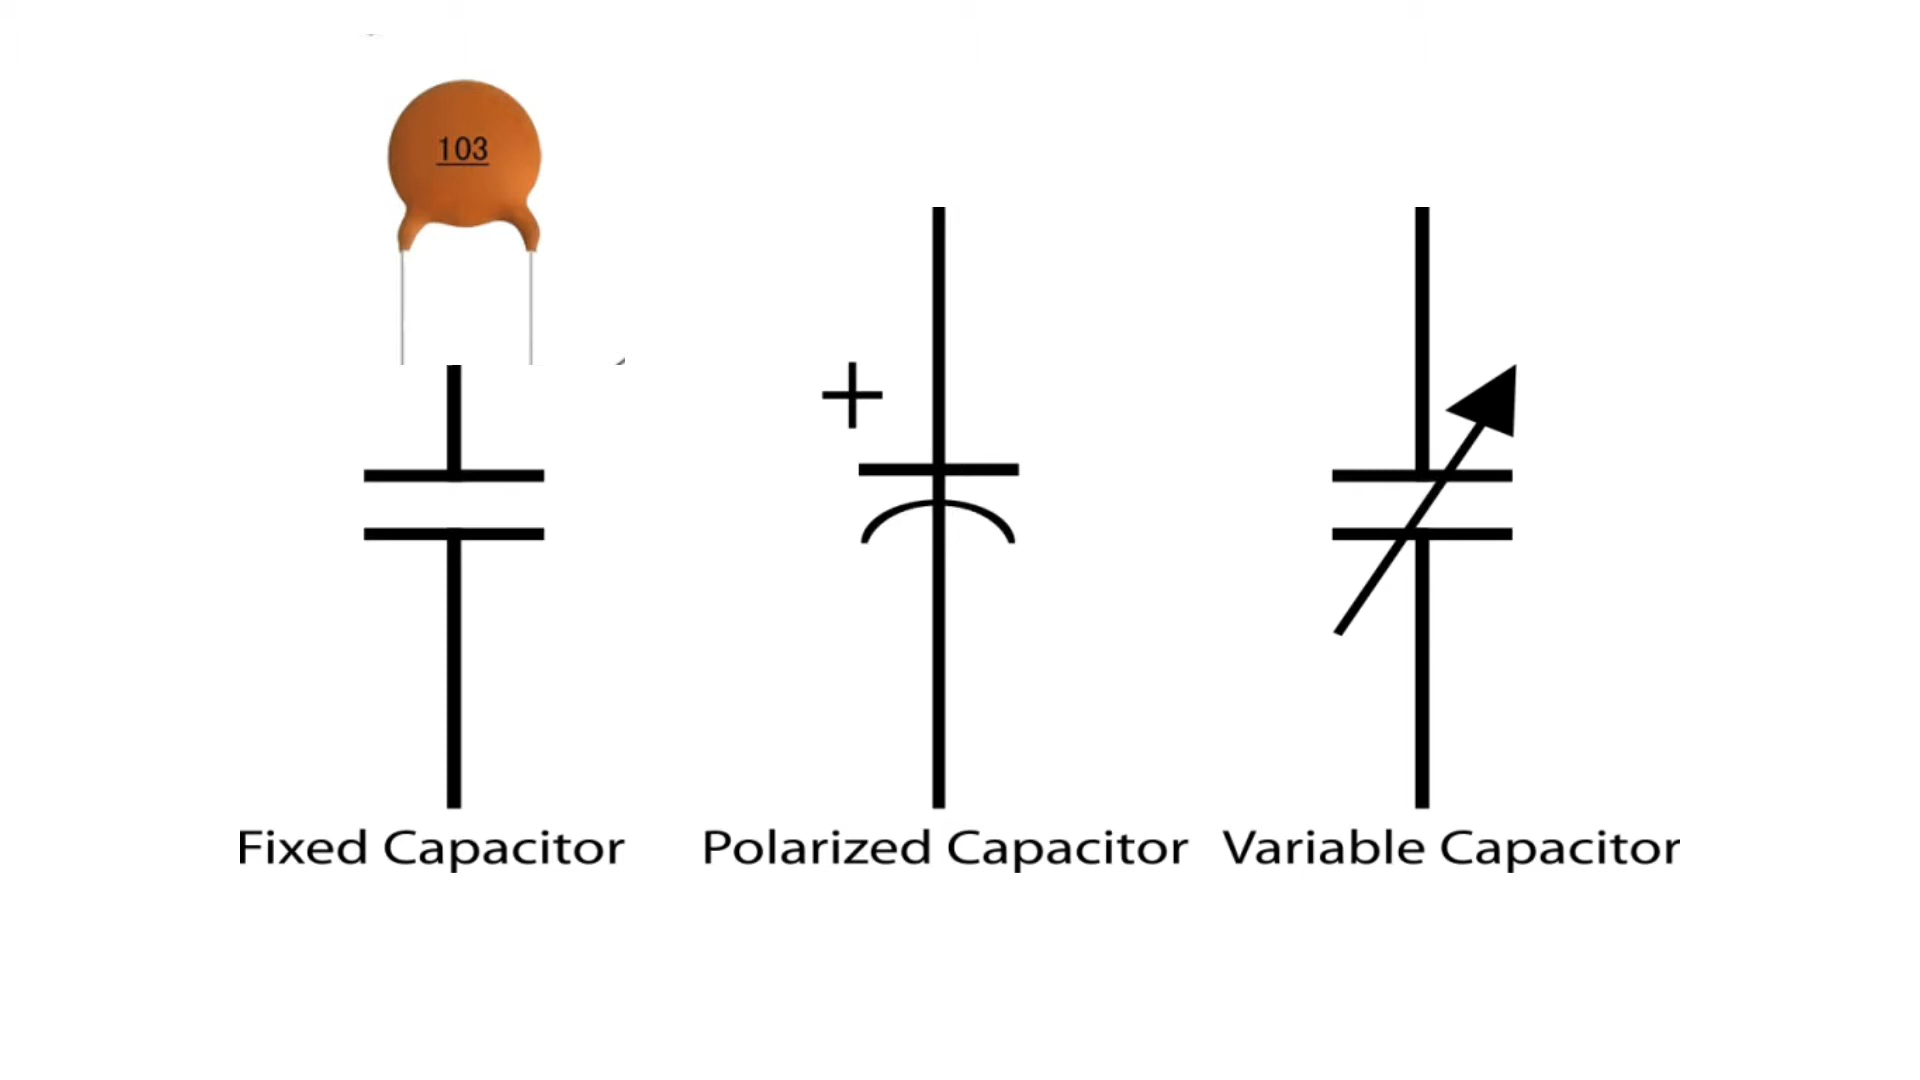 103
+
Fixed Capacitor
Polarized Capacitor
Variable Capacitor